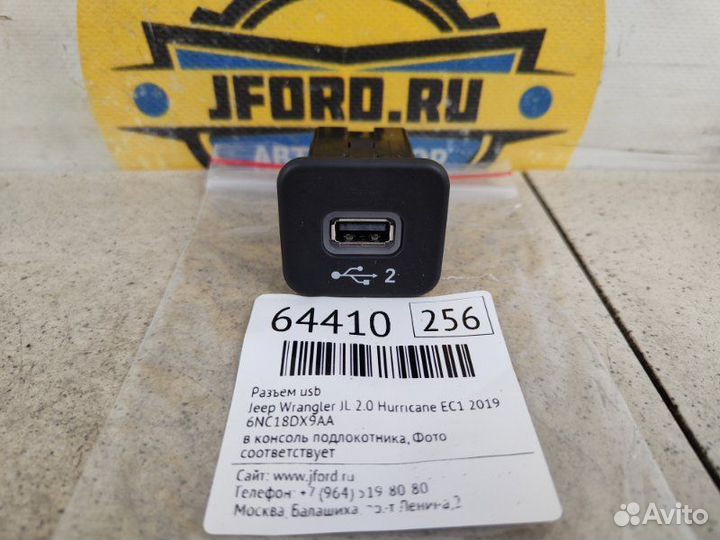 JFORD.RU
2
64410 256
Разъем usb
Jeep Wrangler JL 2.0 Hurricane EC1 2019
6NC18DX9AA
в консоль подлокотника, Фото
соответствует
Сайт: www.jford.ru
Телефон: +7 (964) 519 80 80
Москва, Балашиха, Ленина,2
Avito